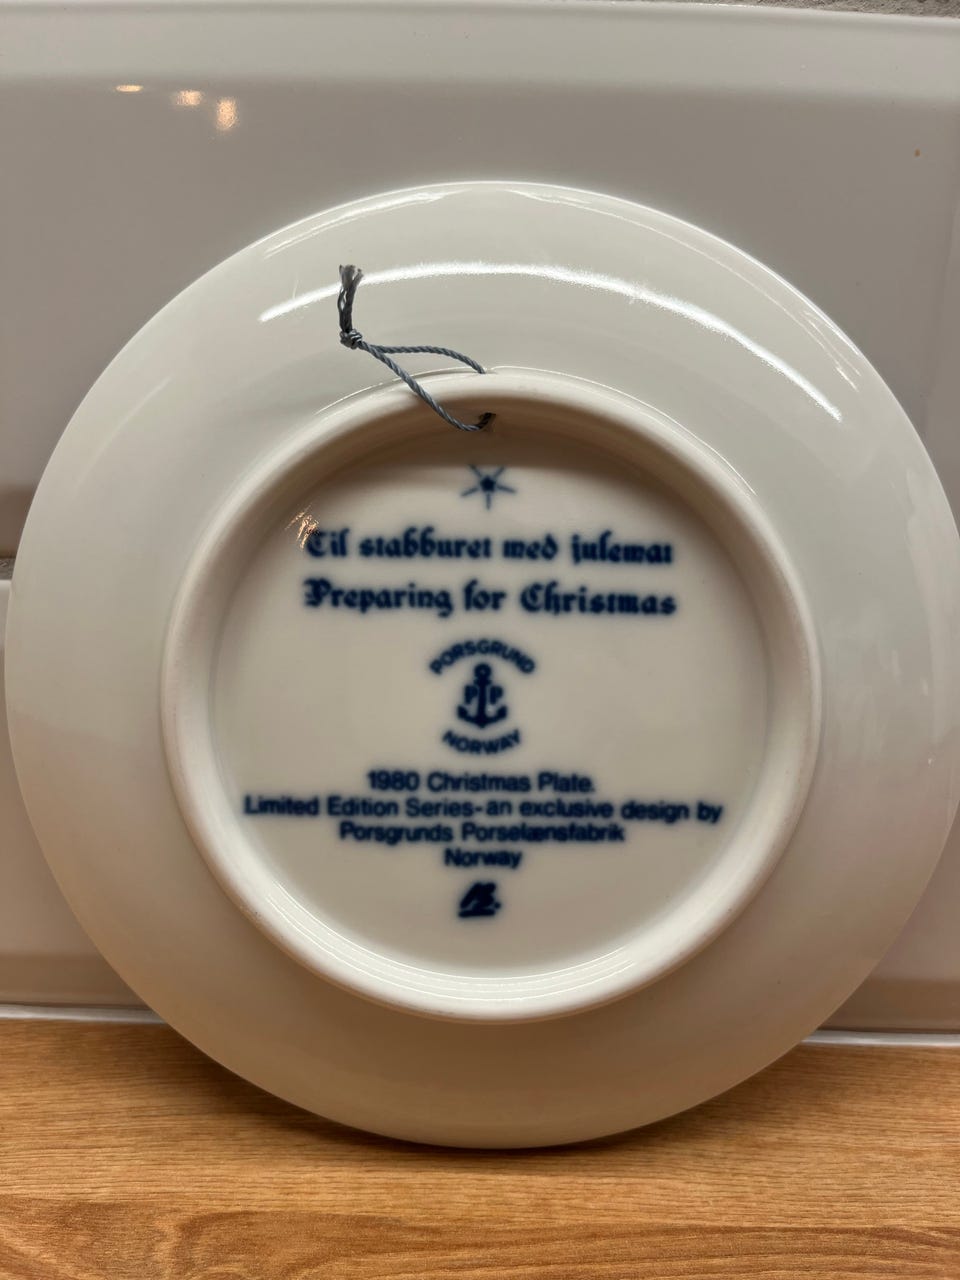 Til stabburet med julemat
Preparing for Christmas
PORSGRUND
P P
NORWAY
1980 Christmas Plate.
Limited Edition Series-an exclusive design by
Porsgrunds Porselænsfabrik
Norway